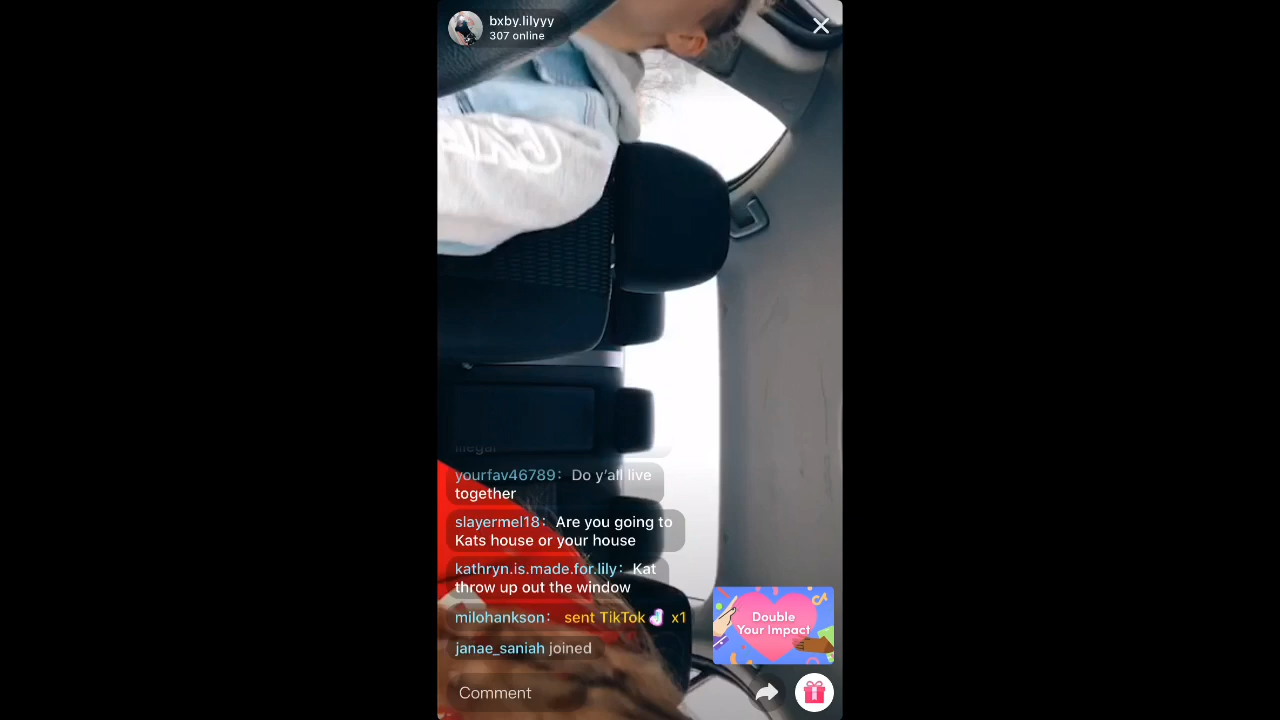 bxby.lilyyy
307 online
illegal
yourfav46789: Do y'all live
together
slayermel18: Are you going to
Kats house or your house
kathryn.is.made.for.lily: Kat
throw up out the window
milohankson: sent TikTok x1
janae_saniah joined
Double
Your Impact
Comment